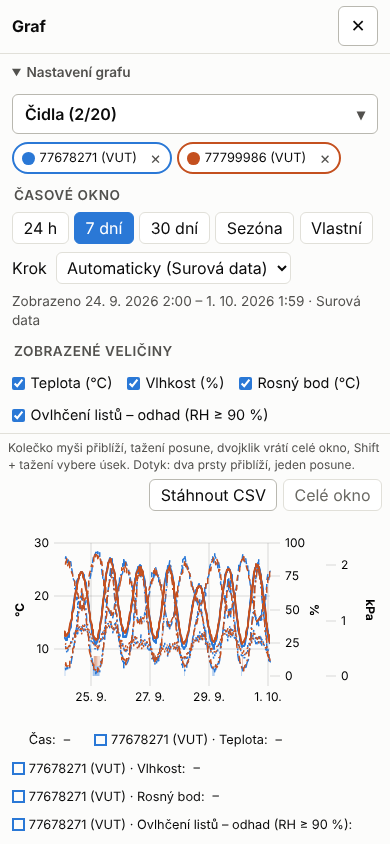 Graf
✕
▼ Nastavení grafu
Čidla (2/20) ▼
77678271 (VUT) × 77799986 (VUT) ×
ČASOVÉ OKNO
24 h 7 dní 30 dní Sezóna Vlastní
Krok Automaticky (Surová data)
Zobrazeno 24. 9. 2026 2:00 – 1. 10. 2026 1:59 · Surová
data
ZOBRAZENÉ VELIČINY
Teplota (°C) Vlhkost (%) Rosný bod (°C)
Ovlhčení listů – odhad (RH ≥ 90 %)
Kolečko myši přiblíží, tažení posune, dvojklik vrátí celé okno, Shift
+ tažení vybere úsek. Dotyk: dva prsty přiblíží, jeden posune.
Stáhnout CSV Celé okno
30 100
2
75
20 50
°C % kPa
1
10 25
0 0
25. 9. 27. 9. 29. 9. 1. 10.
Čas: – 77678271 (VUT) · Teplota: –
77678271 (VUT) · Vlhkost: –
77678271 (VUT) · Rosný bod: –
77678271 (VUT) · Ovlhčení listů – odhad (RH ≥ 90 %):